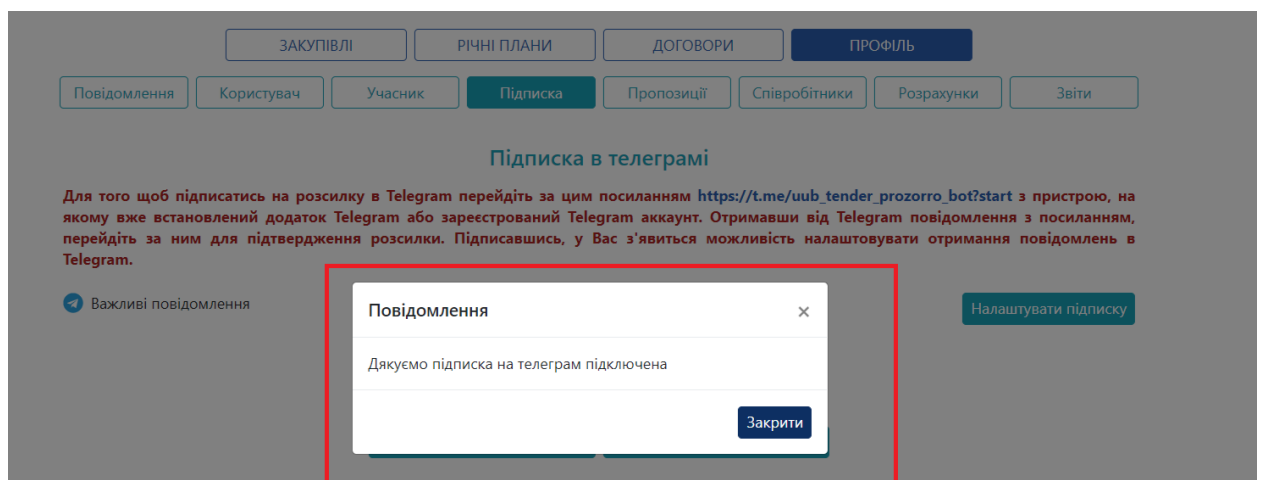 ЗАКУПІВЛІ РІЧНІ ПЛАНИ ДОГОВОРИ ПРОФІЛЬ
Повідомлення Користувач Учасник Підписка Пропозиції Співробітники Розрахунки Звіти
Підписка в телеграмі
Для того щоб підписатись на розсилку в Telegram перейдіть за цим посиланням https://t.me/uub_tender_prozorro_bot?start з пристрою, на
якому вже встановлений додаток Telegram або зареєстрований Telegram аккаунт. Отримавши від Telegram повідомлення з посиланням,
перейдіть за ним для підтвердження розсилки. Підписавшись, у Вас з'явиться можливість налаштовувати отримання повідомлень в
Telegram.
Важливі повідомлення
Налаштувати підписку
Повідомлення ×
Дякуємо підписка на телеграм підключена
Закрити